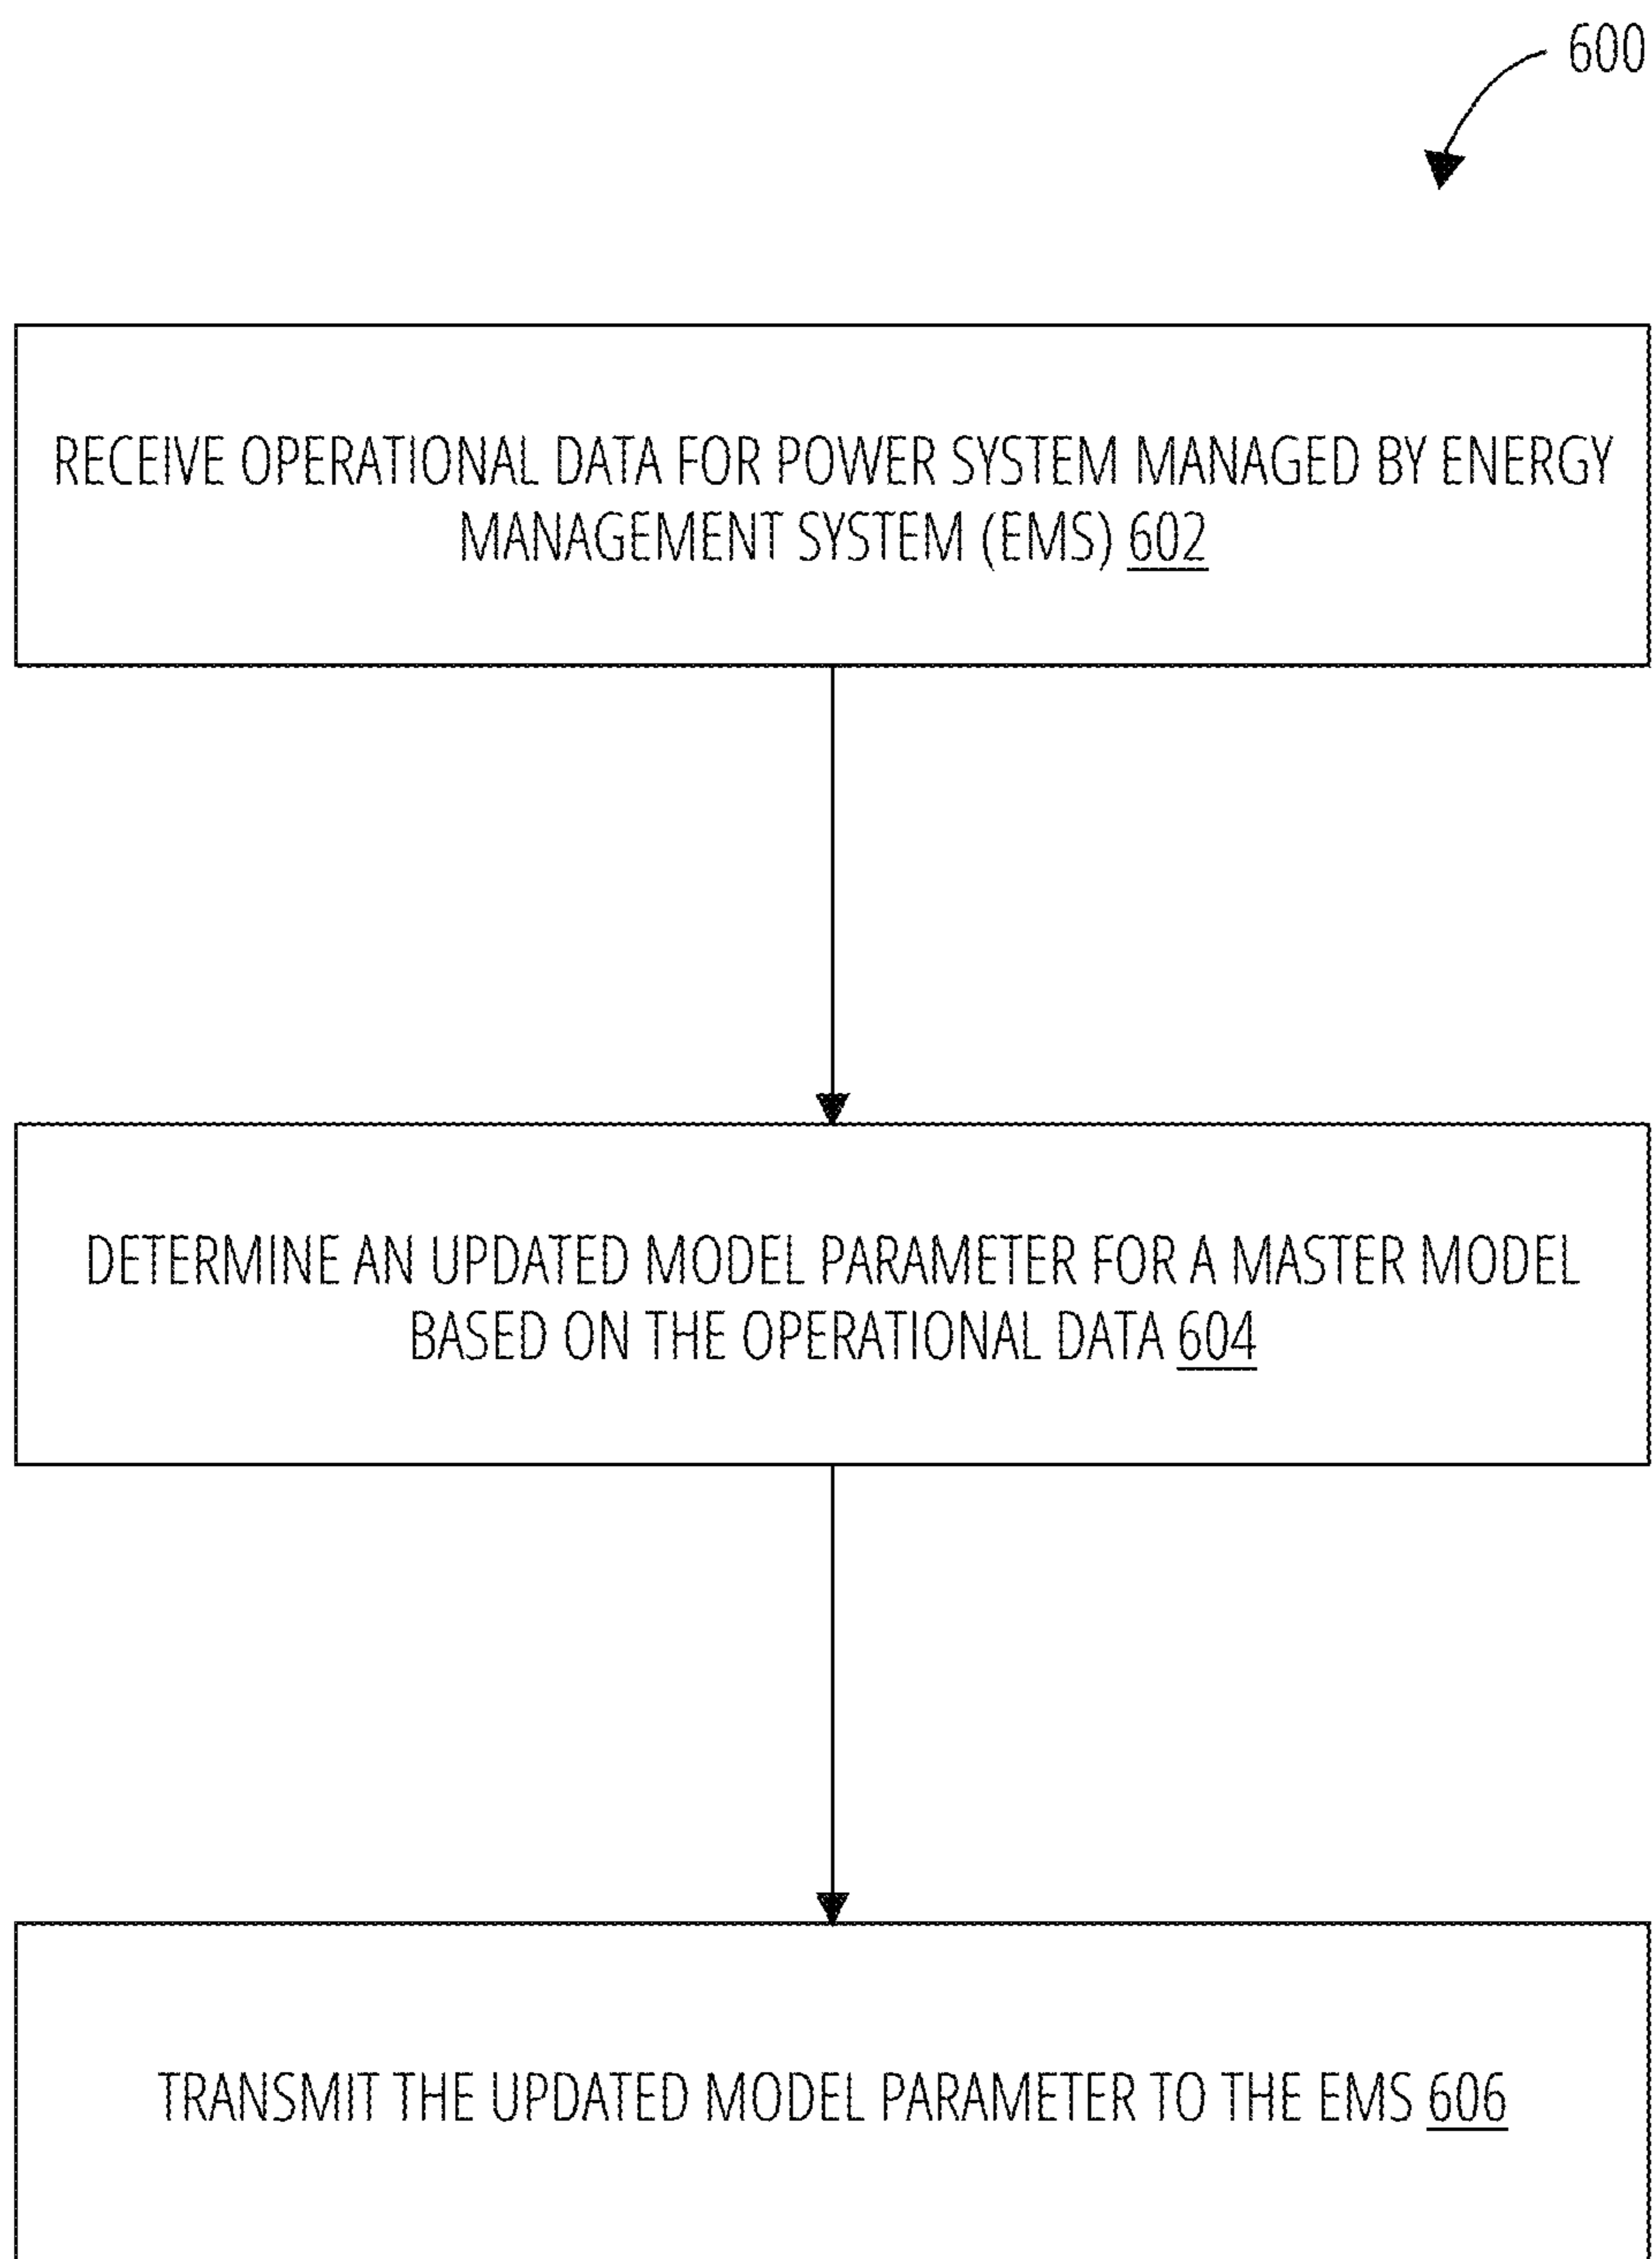 600
RECEIVE OPERATIONAL DATA FOR POWER SYSTEM MANAGED BY ENERGY
MANAGEMENT SYSTEM (EMS) 602
DETERMINE AN UPDATED MODEL PARAMETER FOR A MASTER MODEL
BASED ON THE OPERATIONAL DATA 604
TRANSMIT THE UPDATED MODEL PARAMETER TO THE EMS 606